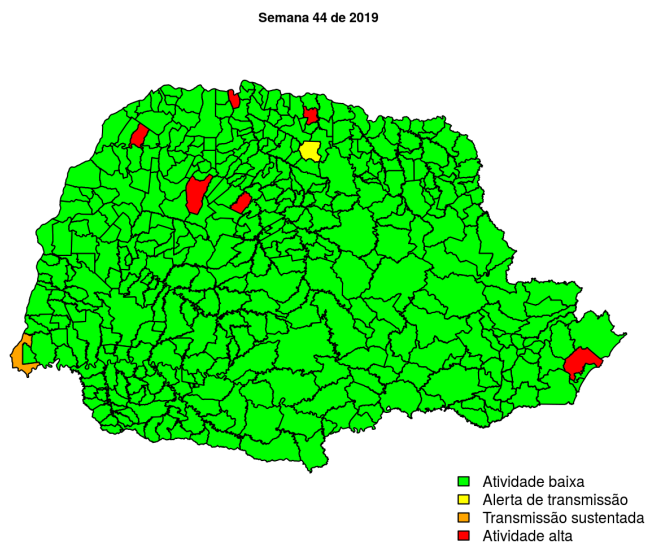 Semana 44 de 2019
Atividade baixa
Alerta de transmissão
Transmissão sustentada
Atividade alta